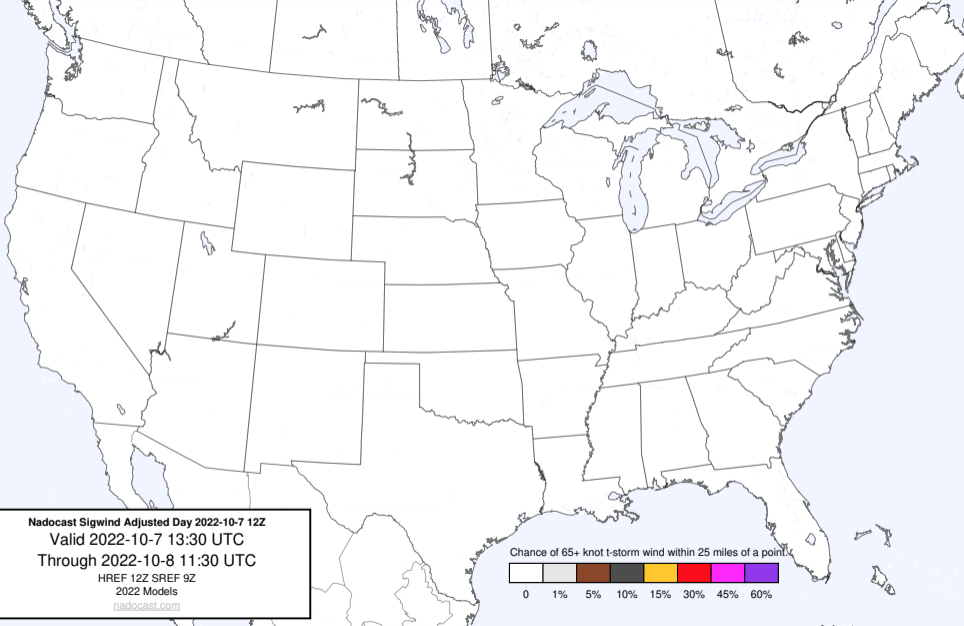 Nadocast Sigwind Adjusted Day 2022-10-7 12Z
Valid 2022-10-7 13:30 UTC
Through 2022-10-8 11:30 UTC
HREF 12Z SREF 9Z
2022 Models
nadocast.com
Chance of 65+ knot t-storm wind within 25 miles of a point.
0 1% 5% 10% 15% 30% 45% 60%